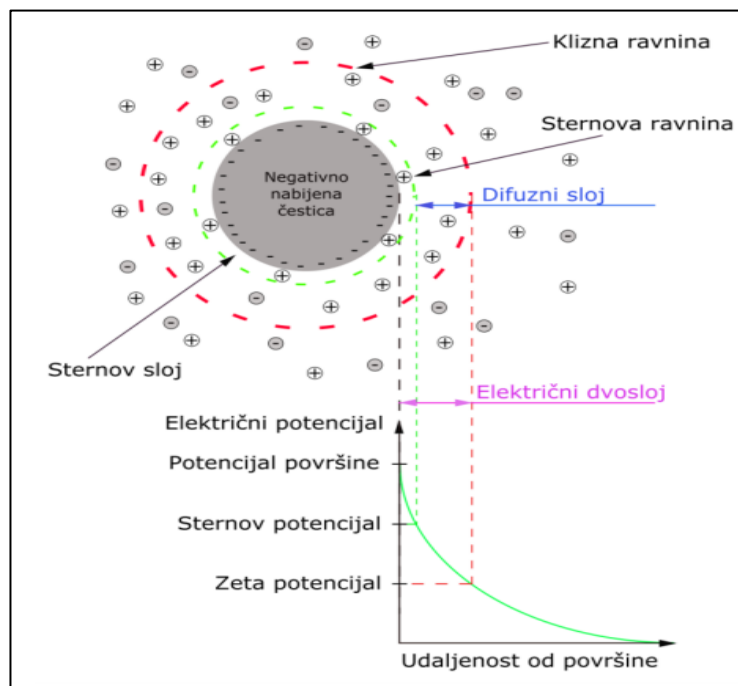 Klizna ravnina
Sternova ravnina
Negativno
nabijena
čestica
Difuzni sloj
Sternov sloj
Električni dvosloj
Električni potencijal
Potencijal površine
Sternov potencijal
Zeta potencijal
Udaljenost od površine